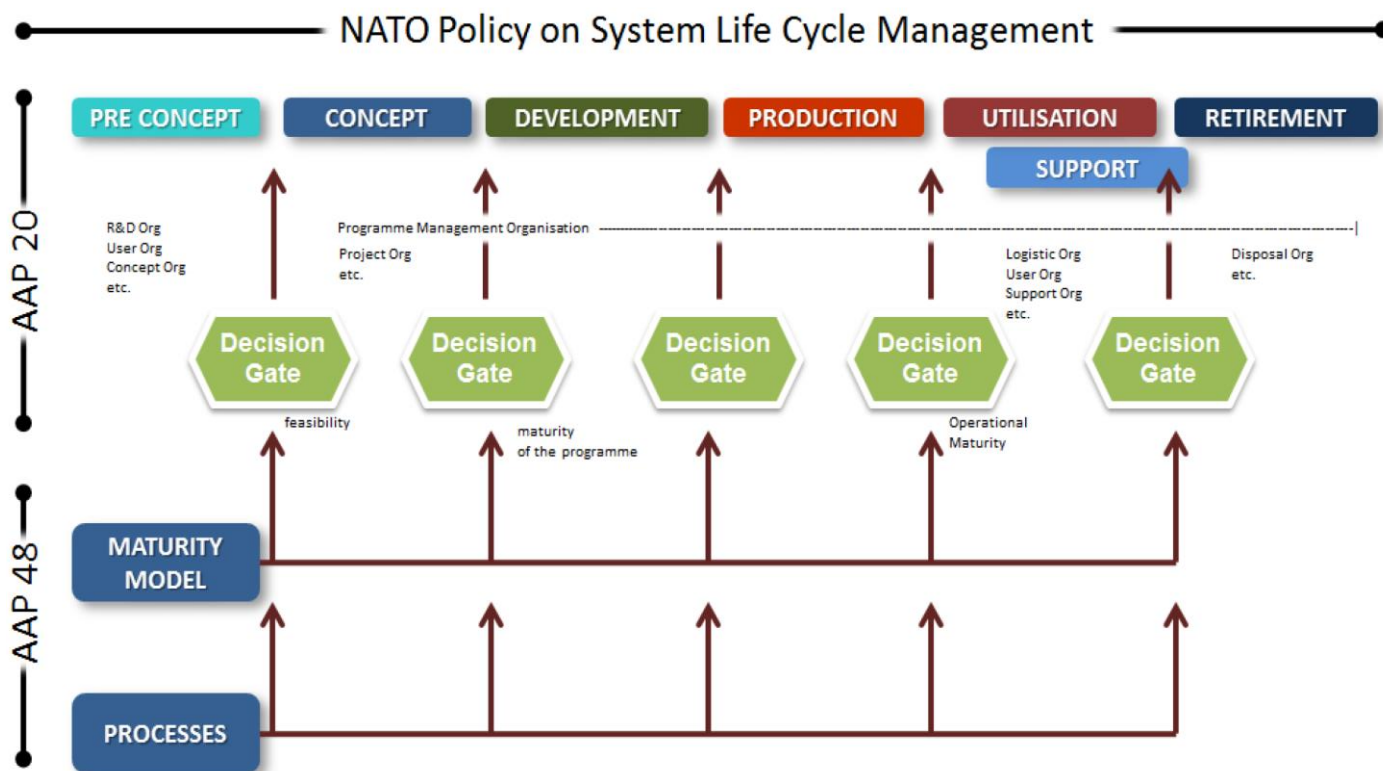 NATO Policy on System Life Cycle Management
AAP 20
PRE CONCEPT
CONCEPT
DEVELOPMENT
PRODUCTION
UTILISATION
RETIREMENT
SUPPORT
R&D Org
User Org
Concept Org
etc.
Programme Management Organisation
Project Org
etc.
Logistic Org
User Org
Support Org
etc.
Disposal Org
etc.
Decision
Gate
Decision
Gate
Decision
Gate
Decision
Gate
Decision
Gate
feasibility
maturity
of the programme
Operational
Maturity
AAP 48
MATURITY
MODEL
PROCESSES